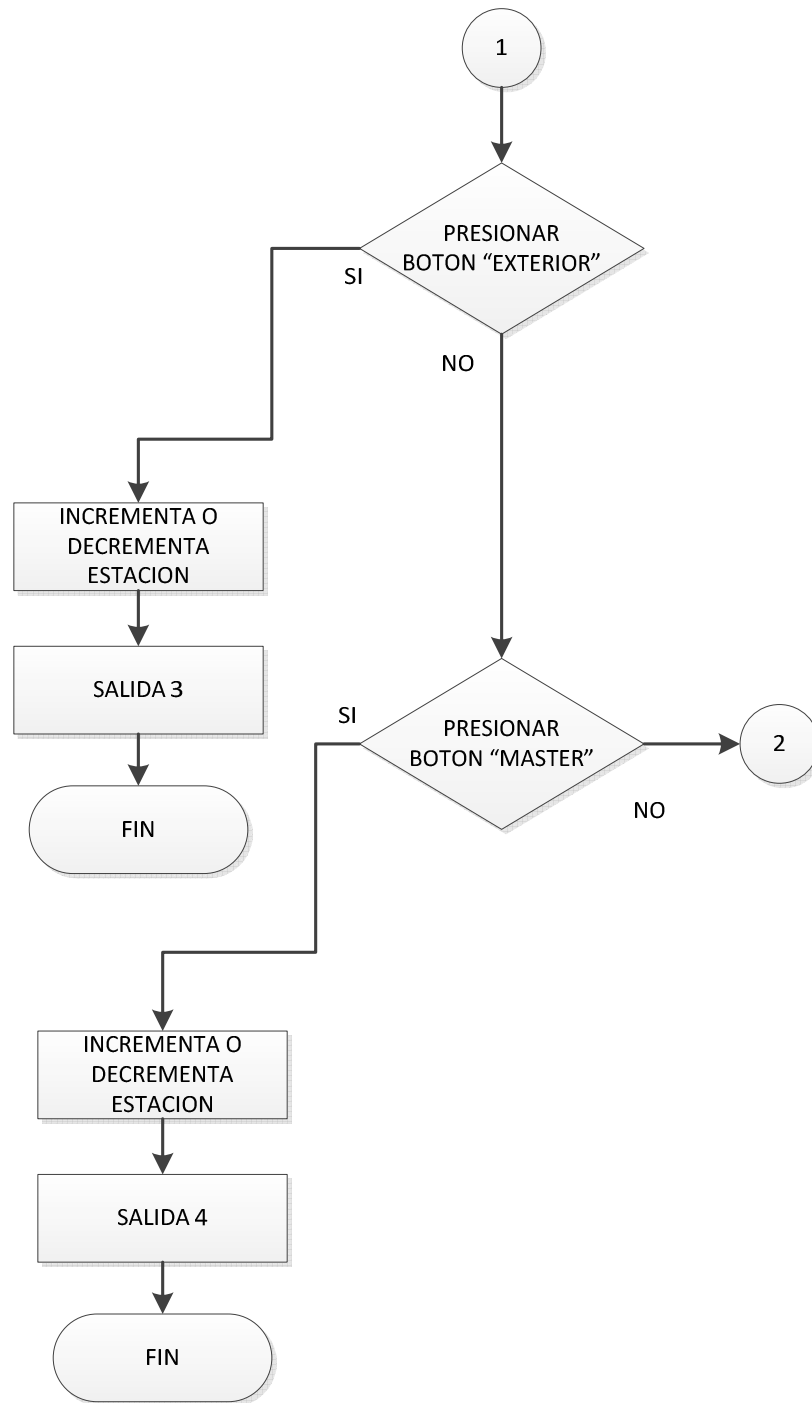 1
PRESIONAR
BOTON “EXTERIOR”
SI
NO
INCREMENTA O
DECREMENTA
ESTACION
SALIDA 3
FIN
SI
PRESIONAR
BOTON “MASTER”
2
NO
INCREMENTA O
DECREMENTA
ESTACION
SALIDA 4
FIN